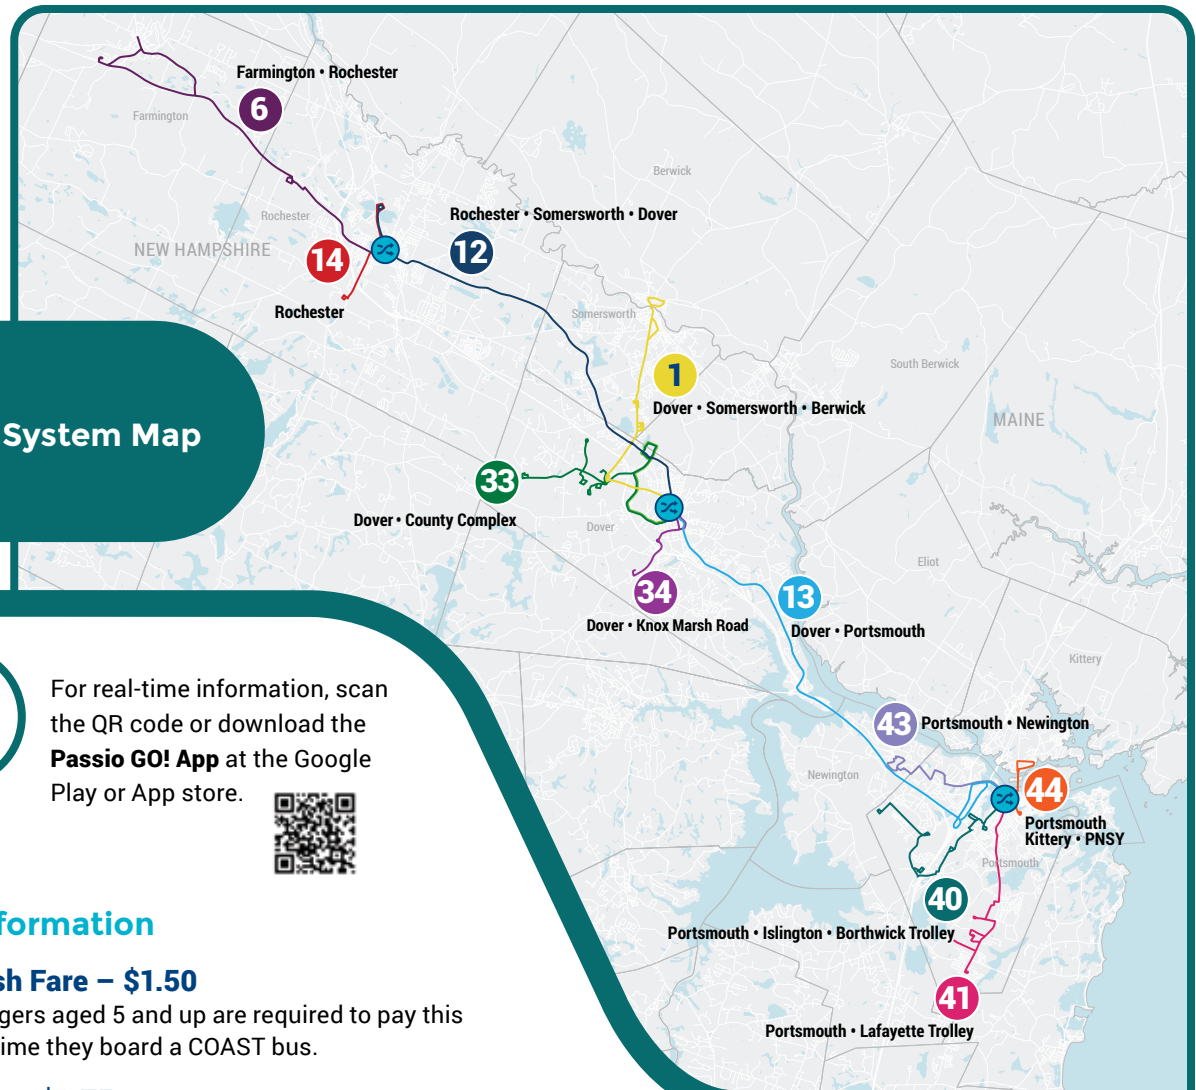 Farmington • Rochester
6
Farmington
Berwick
Rochester
Rochester • Somersworth • Dover
NEW HAMPSHIRE
14
12
Rochester
Somersworth
South Berwick
1
Dover • Somersworth • Berwick
MAINE
System Map
33
Dover • County Complex
Dover
Eliot
34
13
Dover • Knox Marsh Road
Dover • Portsmouth
Kittery
For real-time information, scan
the QR code or download the
Passio GO! App at the Google
Play or App store.
43
Portsmouth • Newington
Newington
44
Portsmouth
Kittery • PNSY
Portsmouth
40
Portsmouth • Islington • Borthwick Trolley
formation
sh Fare – $1.50
gers aged 5 and up are required to pay this
ime they board a COAST bus.
41
Portsmouth • Lafayette Trolley